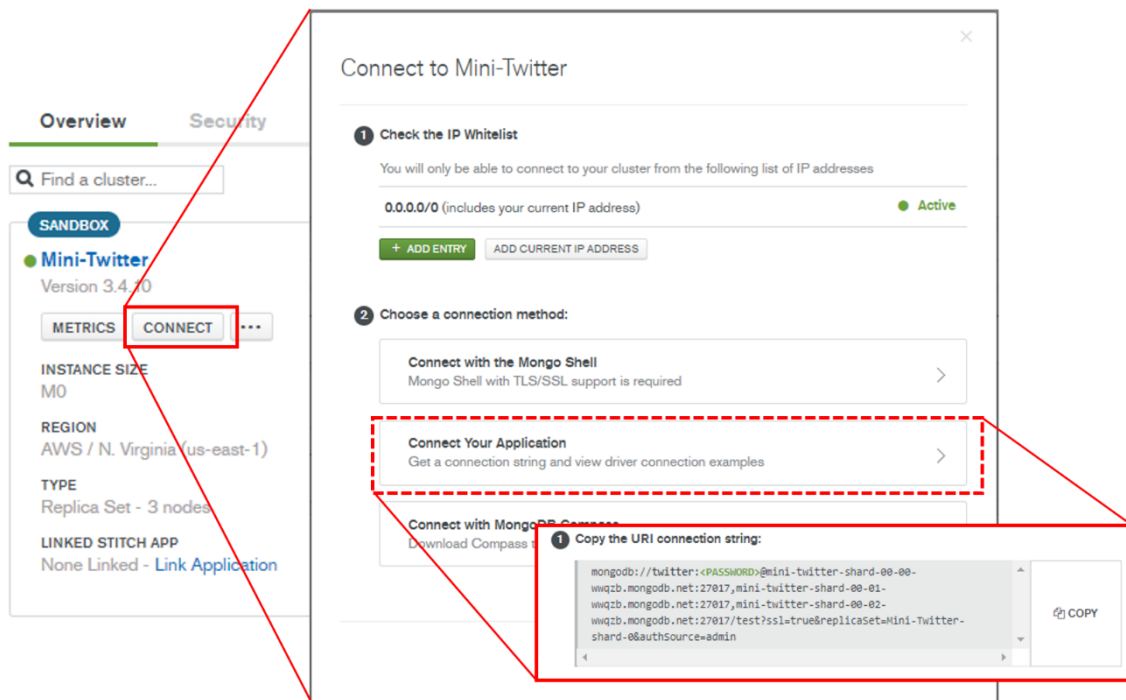 Overview
Security
Find a cluster...
SANDBOX
Mini-Twitter
Version 3.4.10
METRICS
CONNECT
...
INSTANCE SIZE
M0
REGION
AWS / N. Virginia (us-east-1)
TYPE
Replica Set - 3 nodes
LINKED STITCH APP
None Linked - Link Application
×
Connect to Mini-Twitter
1 Check the IP Whitelist
You will only be able to connect to your cluster from the following list of IP addresses
0.0.0.0/0 (includes your current IP address)
Active
+ ADD ENTRY
ADD CURRENT IP ADDRESS
2 Choose a connection method:
Connect with the Mongo Shell
Mongo Shell with TLS/SSL support is required
Connect Your Application
Get a connection string and view driver connection examples
Connect with MongoDB Compass
Download Compass
1 Copy the URI connection string:
mongodb://twitter:<PASSWORD>@mini-twitter-shard-00-00-
wwqzb.mongodb.net:27017,mini-twitter-shard-00-01-
wwqzb.mongodb.net:27017,mini-twitter-shard-00-02-
wwqzb.mongodb.net:27017/test?ssl=true&replicaSet=Mini-Twitter-
shard-0&authSource=admin
COPY